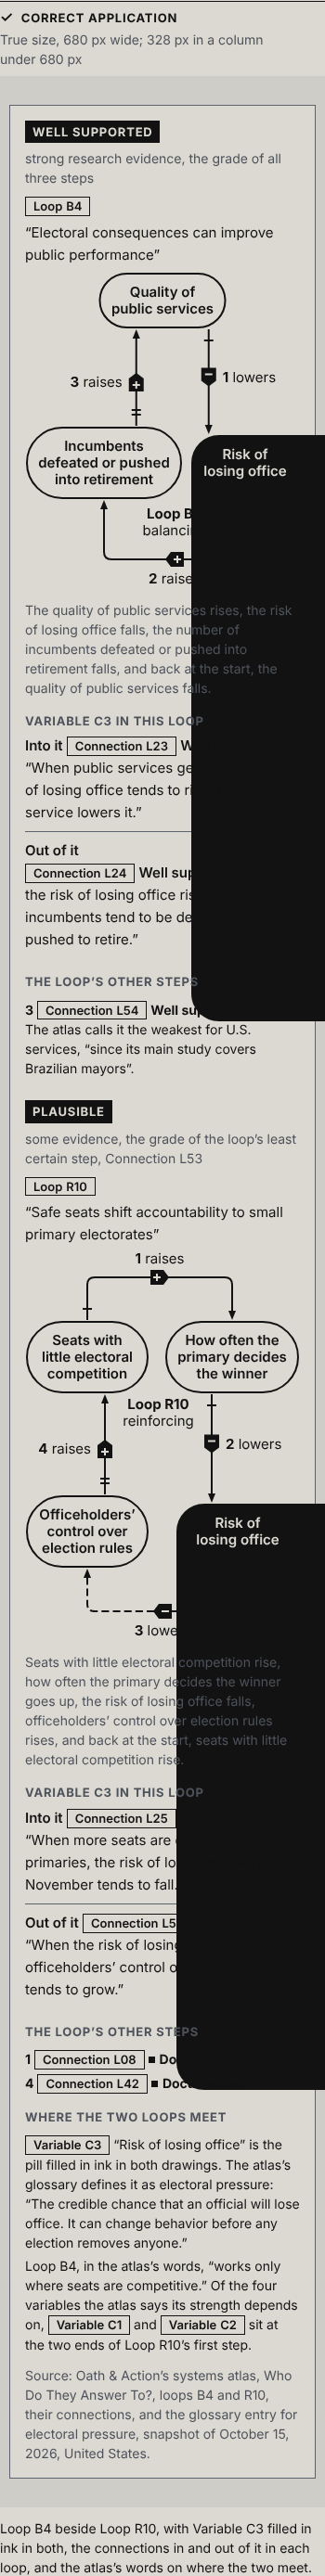 ✓ CORRECT APPLICATION
True size, 680 px wide; 328 px in a column
under 680 px
WELL SUPPORTED
strong research evidence, the grade of all
three steps
Loop B4
“Electoral consequences can improve
public performance”
Quality of
public services
3 raises
1 lowers
Incumbents
defeated or pushed
into retirement
Risk of
losing office
Loop
2
The quality of public services rises, the risk
of losing office falls, the number of
incumbents defeated or pushed into
retirement falls, and back at the start, the
quality of public services falls.
VARIABLE C3 IN THIS LOOP
Into it Connection L23
“When public services
of losing office tends to
service lowers it.”
Out of it
Connection L24 Well
the risk of losing office
incumbents tend to be
pushed to retire.”
THE LOOP’S OTHER STEPS
3 Connection L54 Well
The atlas calls it the weakest for U.S.
services, “since its main study covers
Brazilian mayors”.
PLAUSIBLE
some evidence, the grade of the loop’s least
certain step, Connection L53
Loop R10
“Safe seats shift accountability to small
primary electorates”
1 raises
Seats with
little electoral
competition
How often the
primary decides
the winner
Loop R10
reinforcing
4 raises
2 lowers
Officeholders’
control over
election rules
Risk of
losing office
3
Seats with little electoral competition rise,
how often the primary decides the winner
goes up, the risk of losing office falls,
officeholders’ control over election rules
rises, and back at the start, seats with little
electoral competition rise.
VARIABLE C3 IN THIS LOOP
Into it Connection L25
“When more seats are
primaries, the risk of
November tends to fall.
Out of it Connection
“When the risk of losing
officeholders’ control
tends to grow.”
THE LOOP’S OTHER STEPS
1 Connection L08
4 Connection L42
WHERE THE TWO LOOPS MEET
Variable C3 “Risk of losing office” is the
pill filled in ink in both drawings. The atlas’s
glossary defines it as electoral pressure:
“The credible chance that an official will lose
office. It can change behavior before any
election removes anyone.”
Loop B4, in the atlas’s words, “works only
where seats are competitive.” Of the four
variables the atlas says its strength depends
on, Variable C1 and Variable C2 sit at
the two ends of Loop R10’s first step.
Source: Oath & Action’s systems atlas, Who
Do They Answer To?, loops B4 and R10,
their connections, and the glossary entry for
electoral pressure, snapshot of October 15,
2026, United States.
Loop B4 beside Loop R10, with Variable C3 filled in
ink in both, the connections in and out of it in each
loop, and the atlas’s words on where the two meet.